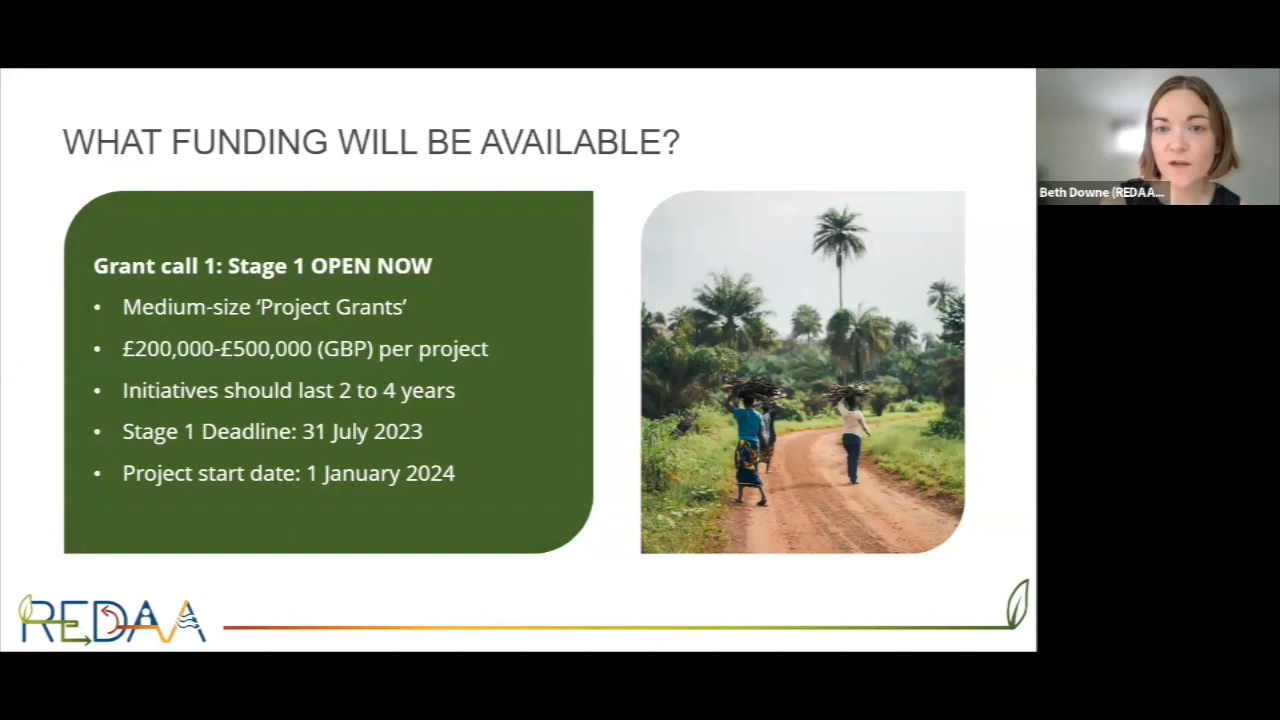 WHAT FUNDING WILL BE AVAILABLE?
Grant call 1: Stage 1 OPEN NOW
• Medium-size ‘Project Grants’
• £200,000-£500,000 (GBP) per project
• Initiatives should last 2 to 4 years
• Stage 1 Deadline: 31 July 2023
• Project start date: 1 January 2024
REDAA
Beth Downe (REDAA...